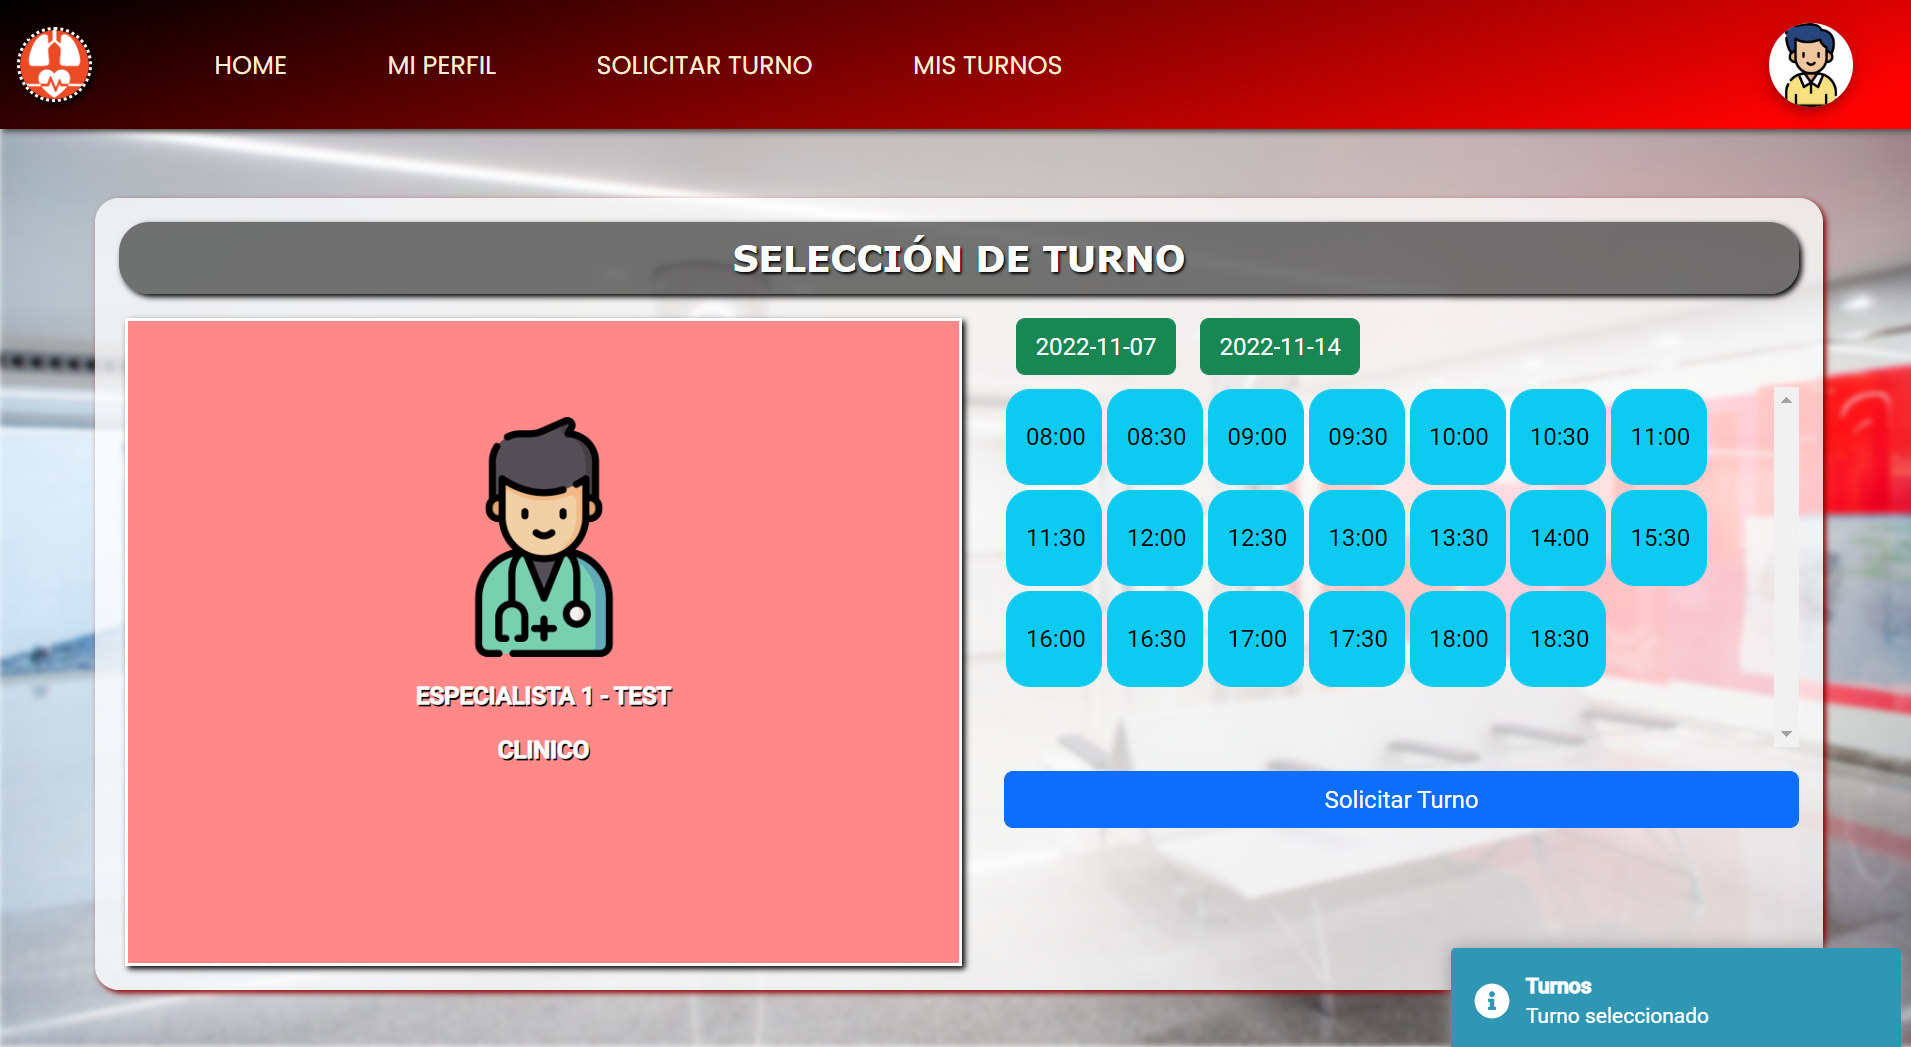 HOME MI PERFIL SOLICITAR TURNO MIS TURNOS
SELECCIÓN DE TURNO
ESPECIALISTA 1 - TEST
CLINICO
2022-11-07 2022-11-14
08:00 08:30 09:00 09:30 10:00 10:30 11:00
11:30 12:00 12:30 13:00 13:30 14:00 15:30
16:00 16:30 17:00 17:30 18:00 18:30
Solicitar Turno
Turnos
Turno seleccionado